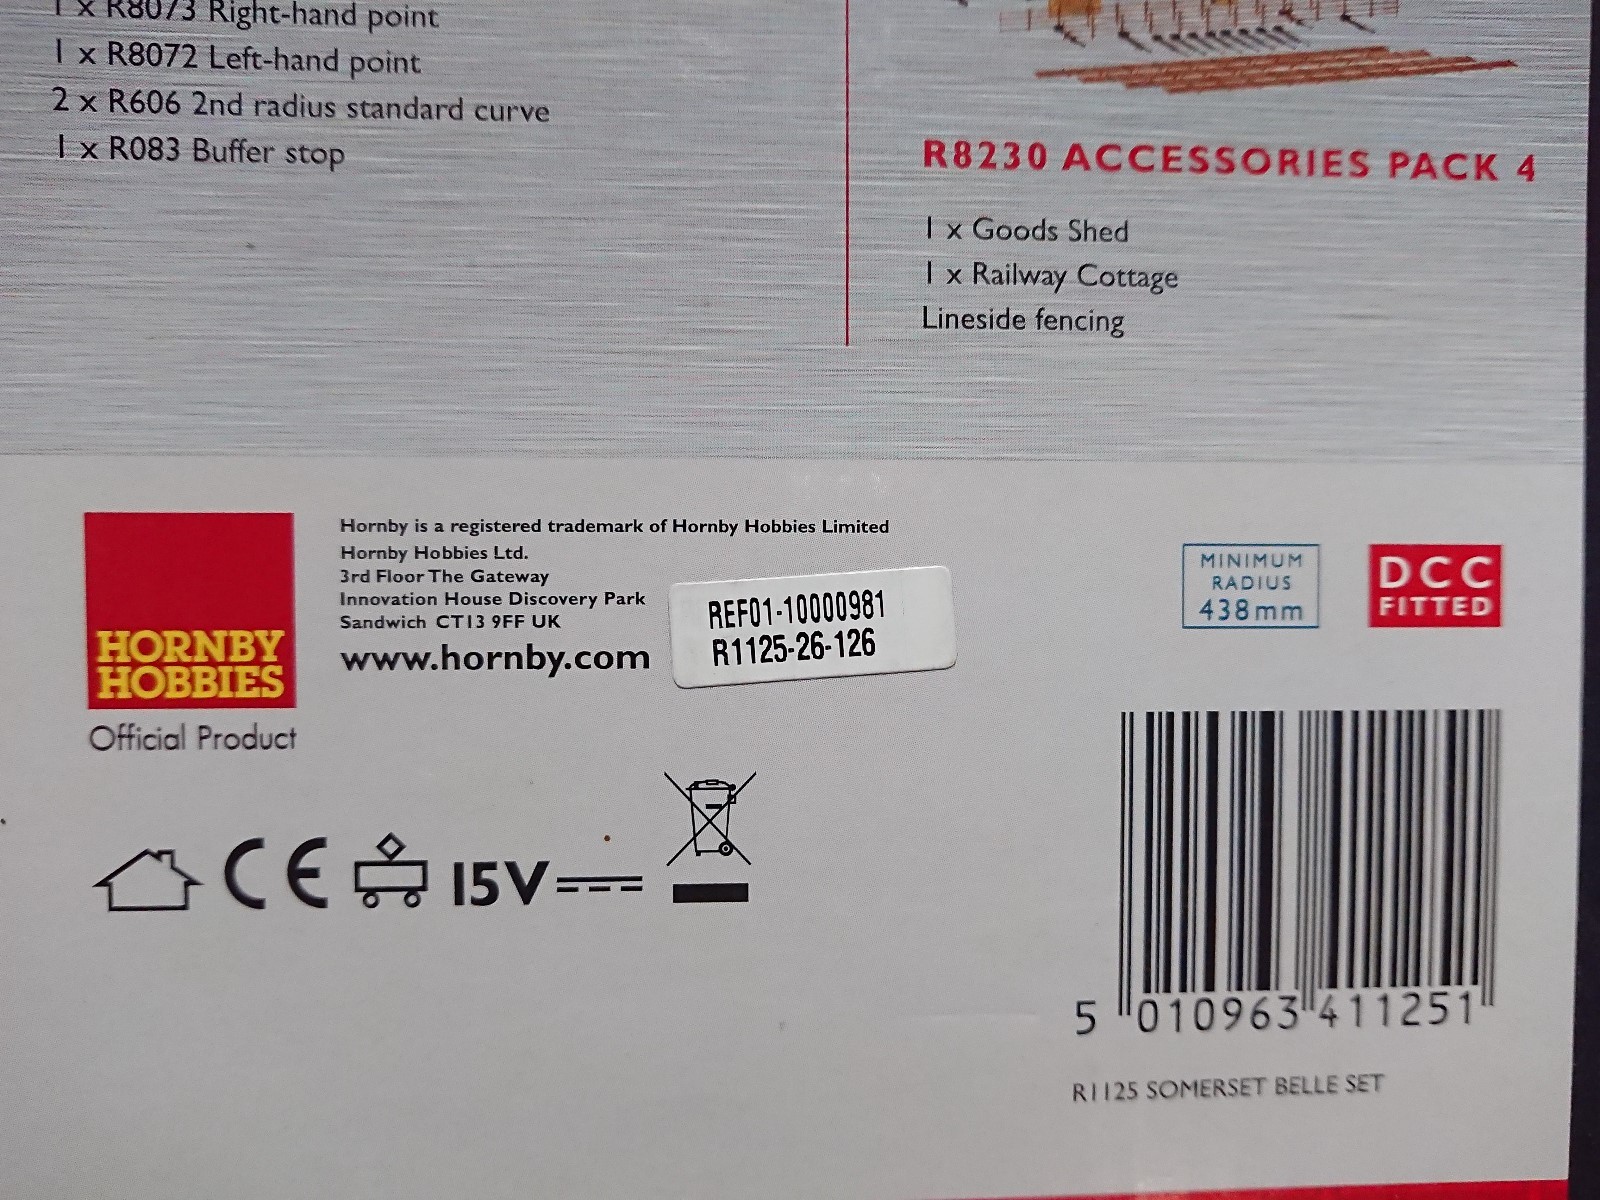 1 x R8073 Right-hand point
1 x R8072 Left-hand point
2 x R606 2nd radius standard curve
1 x R083 Buffer stop
R8230 ACCESSORIES PACK 4
1 x Goods Shed
1 x Railway Cottage
Lineside fencing
HORNBY
HOBBIES
Official Product
Hornby is a registered trademark of Hornby Hobbies Limited
Hornby Hobbies Ltd.
3rd Floor The Gateway
Innovation House Discovery Park
Sandwich CT13 9FF UK
www.hornby.com
REF01-10000981
R1125-26-126
MINIMUM
RADIUS
438mm
DCC
FITTED
CE
15V
5 010963 411251
R1125 SOMERSET BELLE SET